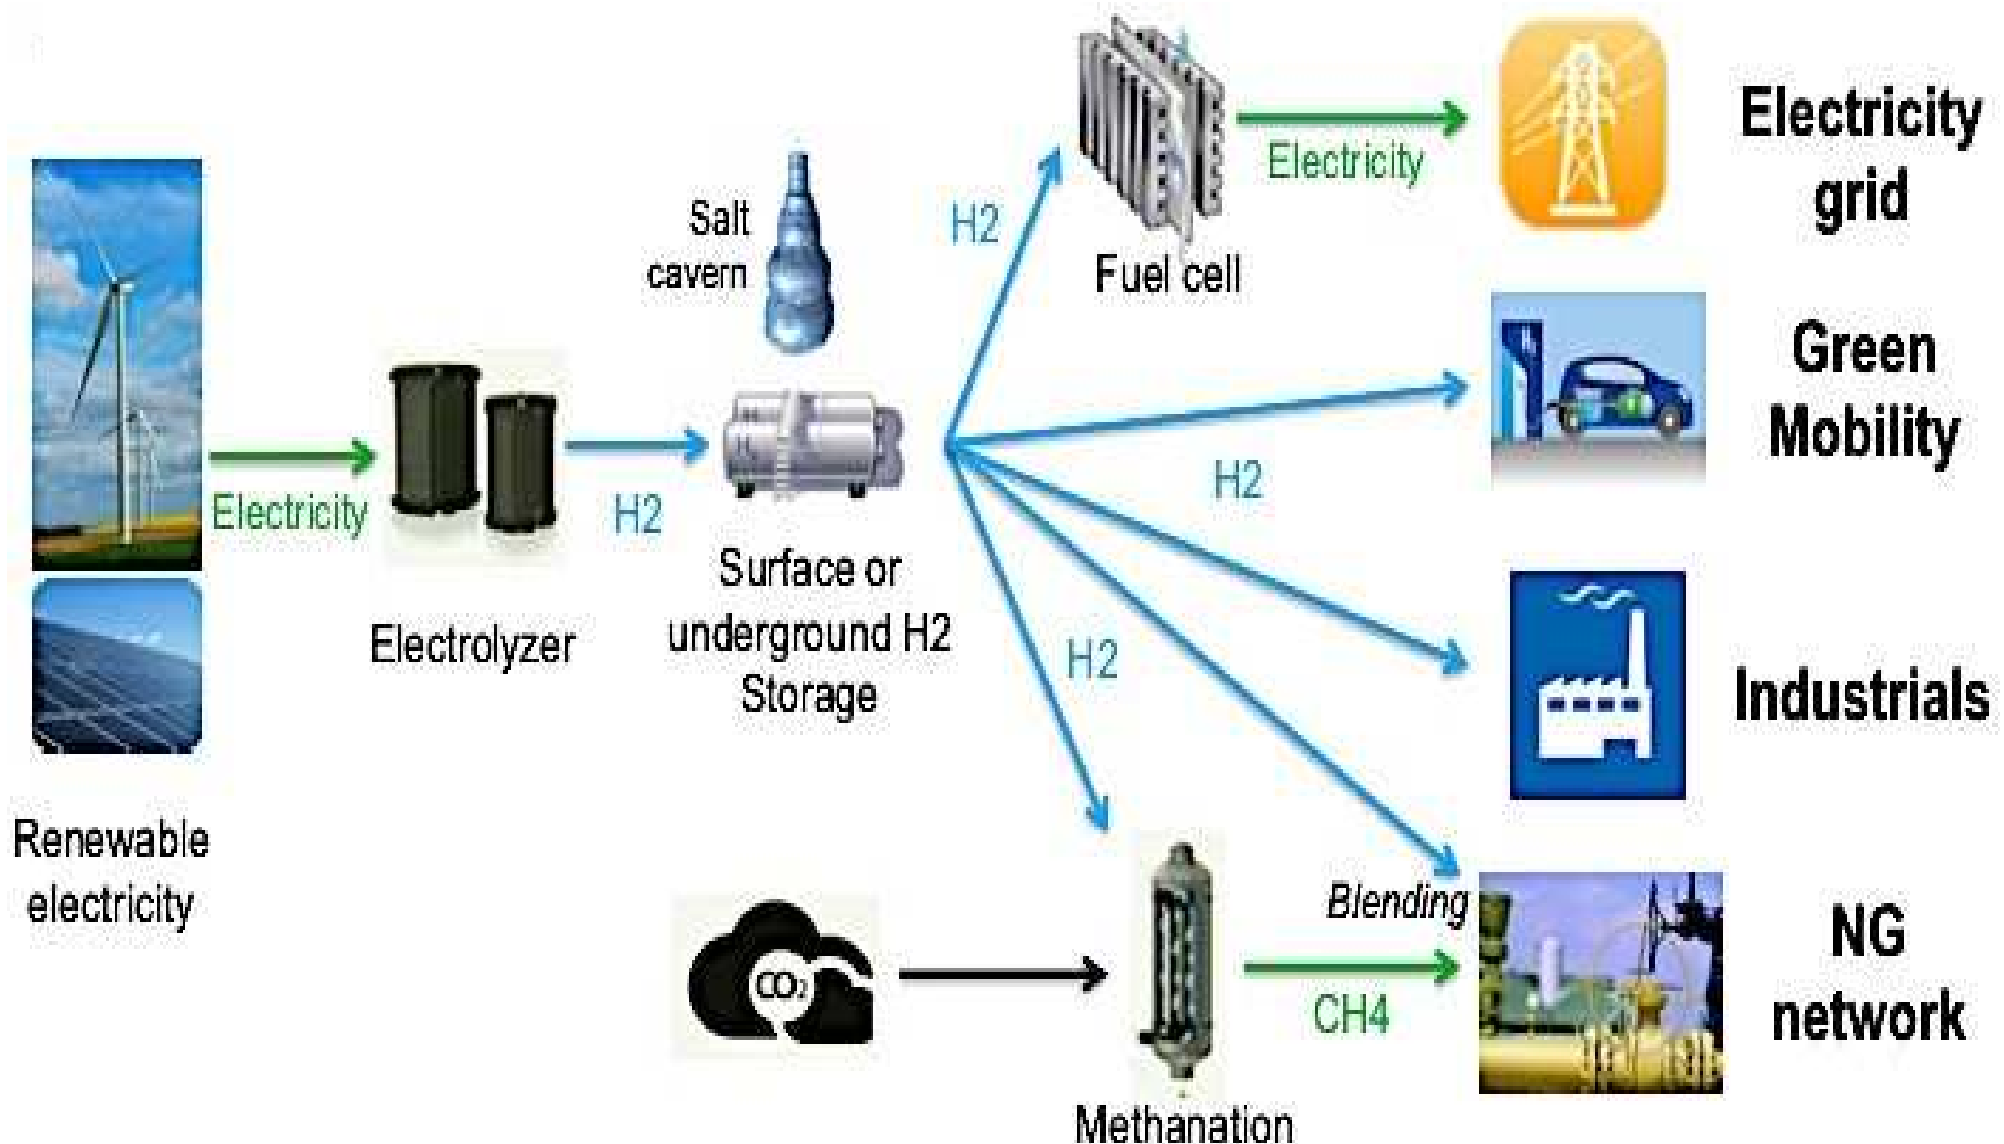 Renewable
electricity
Electricity
Electrolyzer
H2
Salt
cavern
Surface or
underground H2
Storage
H2
Fuel cell
Electricity
Electricity
grid
H2
Green
Mobility
Industrials
H2
CO2
Methanation
Blending
CH4
NG
network